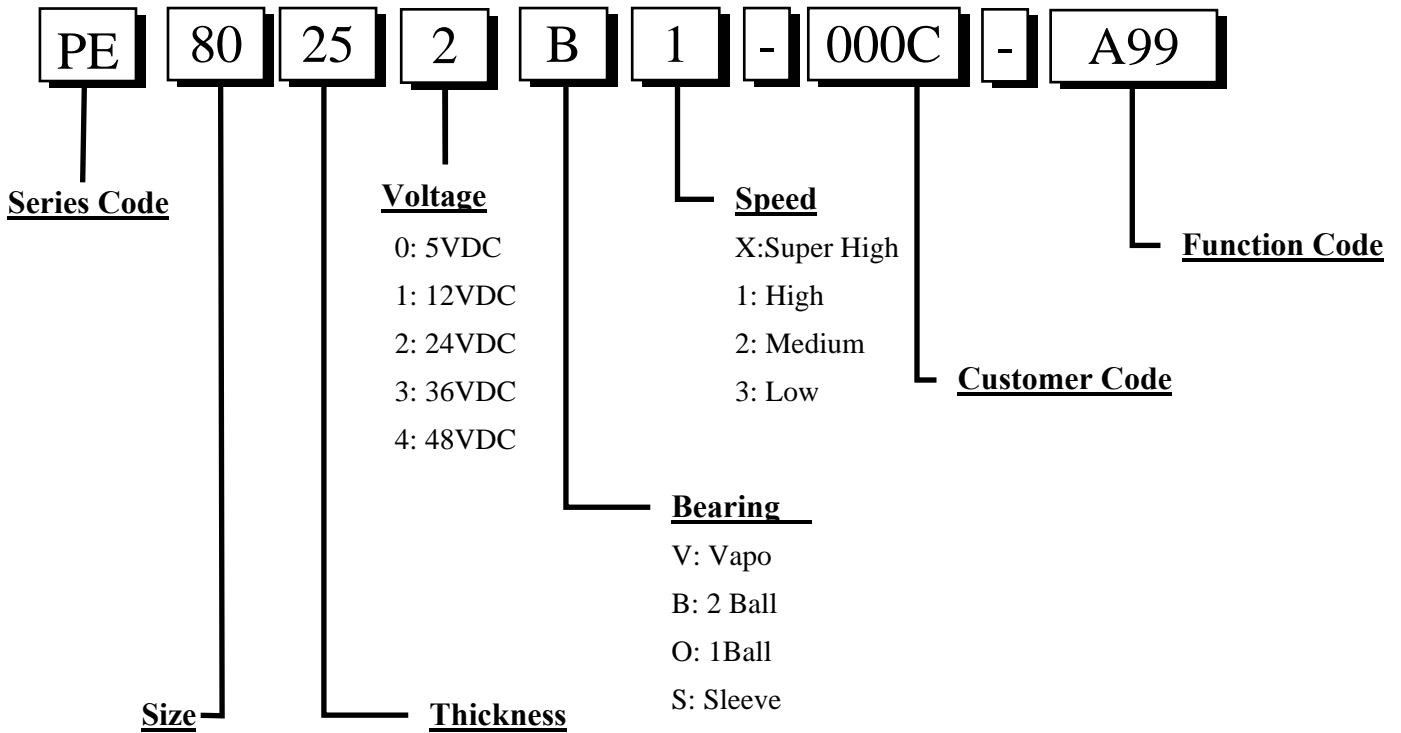 PE 80 25 2 B 1 - 000C - A99
Series Code
Voltage
0: 5VDC
1: 12VDC
2: 24VDC
3: 36VDC
4: 48VDC
Speed
X:Super High
1: High
2: Medium
3: Low
Function Code
Customer Code
Bearing
V: Vapo
B: 2 Ball
O: 1Ball
S: Sleeve
Size
Thickness